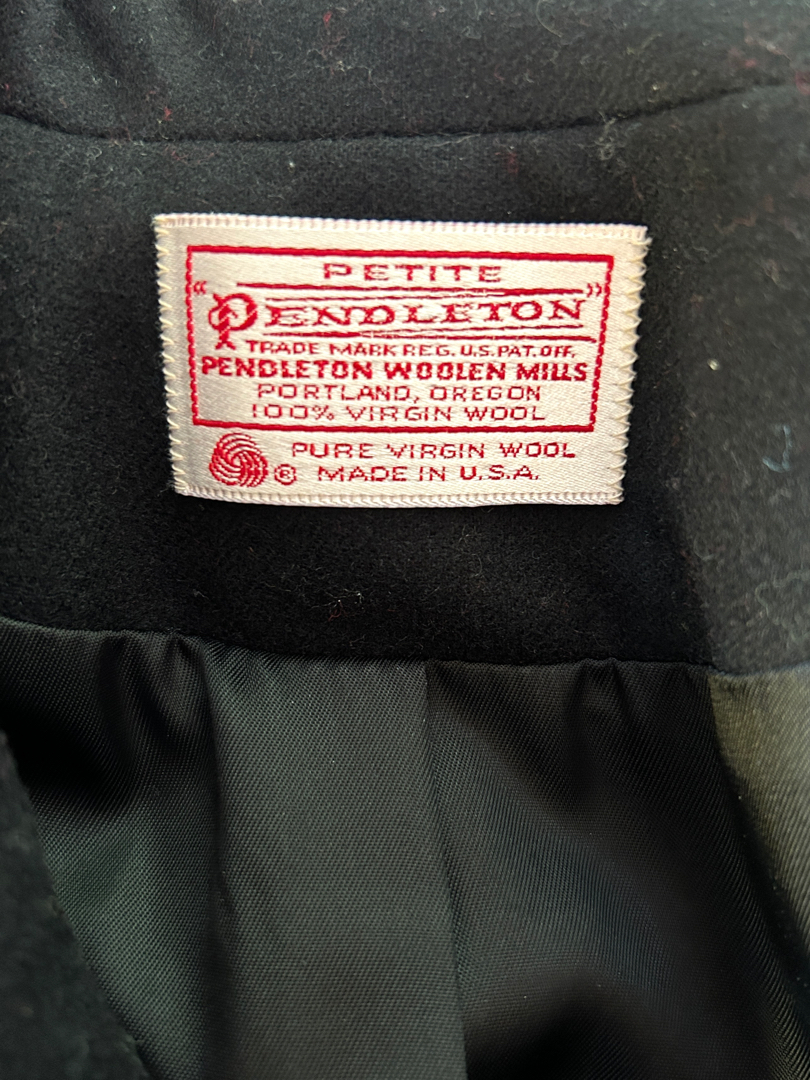 PETITE
"PENDLETON"
TRADE MARK REG. U.S. PAT. OFF.
PENDLETON WOOLEN MILLS
PORTLAND, OREGON
100% VIRGIN WOOL
PURE VIRGIN WOOL
® MADE IN U.S.A.